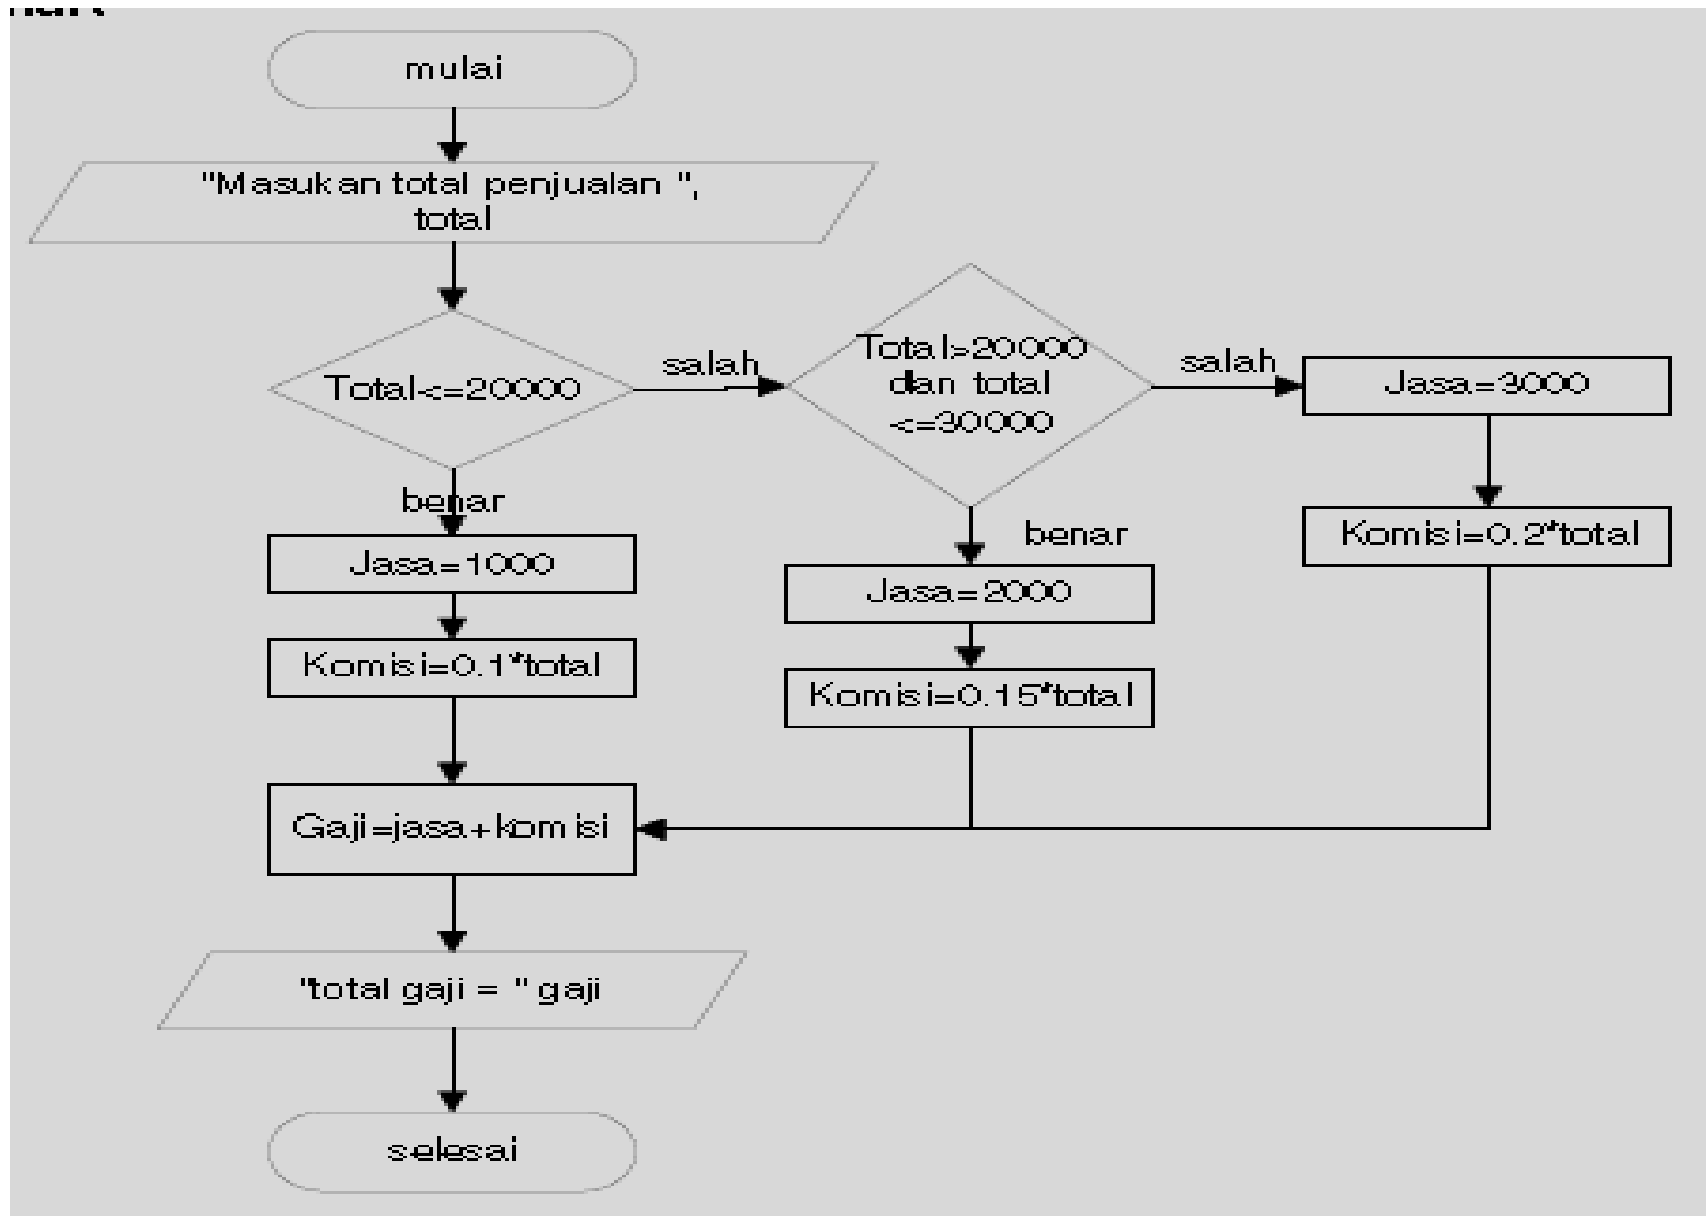 mulai
"Masukan total penjualan ",
total
Total<=20000
salah
Total>20000
dan total
<=30000
salah
Jasa=3000
Komisi=0.2*total
benar
Jasa=1000
Komisi=0.1*total
benar
Jasa=2000
Komisi=0.15*total
Gaji=jasa+komisi
"total gaji = " gaji
selesai